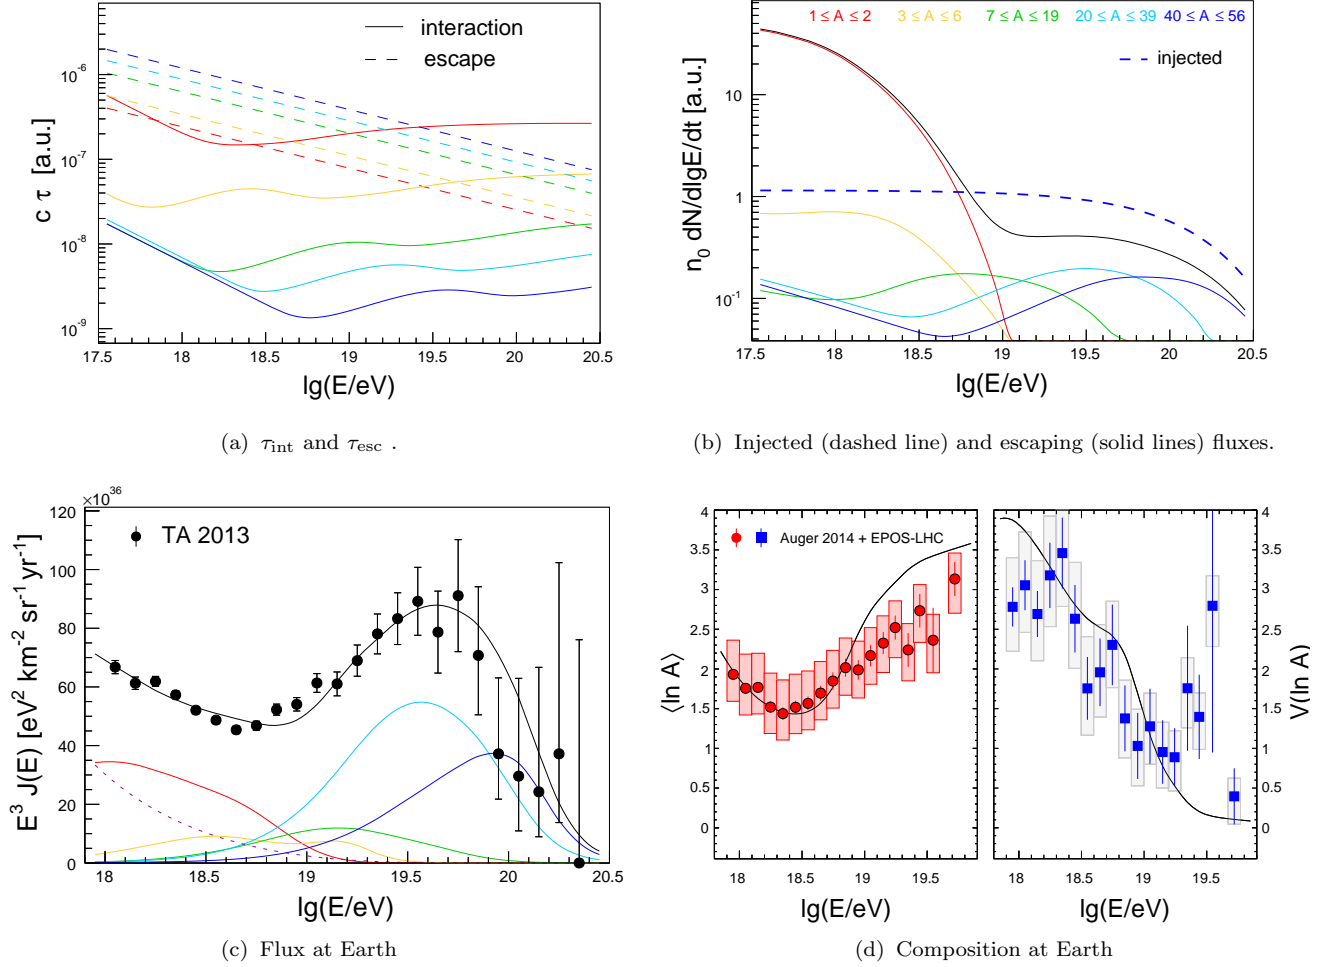 interaction
escape
c τ [a.u.]
10⁻⁶
10⁻⁷
10⁻⁸
10⁻⁹
17.5 18 18.5 19 19.5 20 20.5
lg(E/eV)
(a) τint and τesc .
1 ≤ A ≤ 2 3 ≤ A ≤ 6 7 ≤ A ≤ 19 20 ≤ A ≤ 39 40 ≤ A ≤ 56
injected
n₀ dN/dlgE/dt [a.u.]
10
1
10⁻¹
17.5 18 18.5 19 19.5 20 20.5
lg(E/eV)
(b) Injected (dashed line) and escaping (solid lines) fluxes.
×10³⁶
TA 2013
E³ J(E) [eV² km⁻² sr⁻¹ yr⁻¹]
120
100
80
60
40
20
0
18 18.5 19 19.5 20 20.5
lg(E/eV)
(c) Flux at Earth
Auger 2014 + EPOS-LHC
⟨ln A⟩
4
3.5
3
2.5
2
1.5
1
0.5
0
18 18.5 19 19.5
lg(E/eV)
4
3.5
3
2.5
2
1.5
1
0.5
0
V(ln A)
18 18.5 19 19.5
lg(E/eV)
(d) Composition at Earth